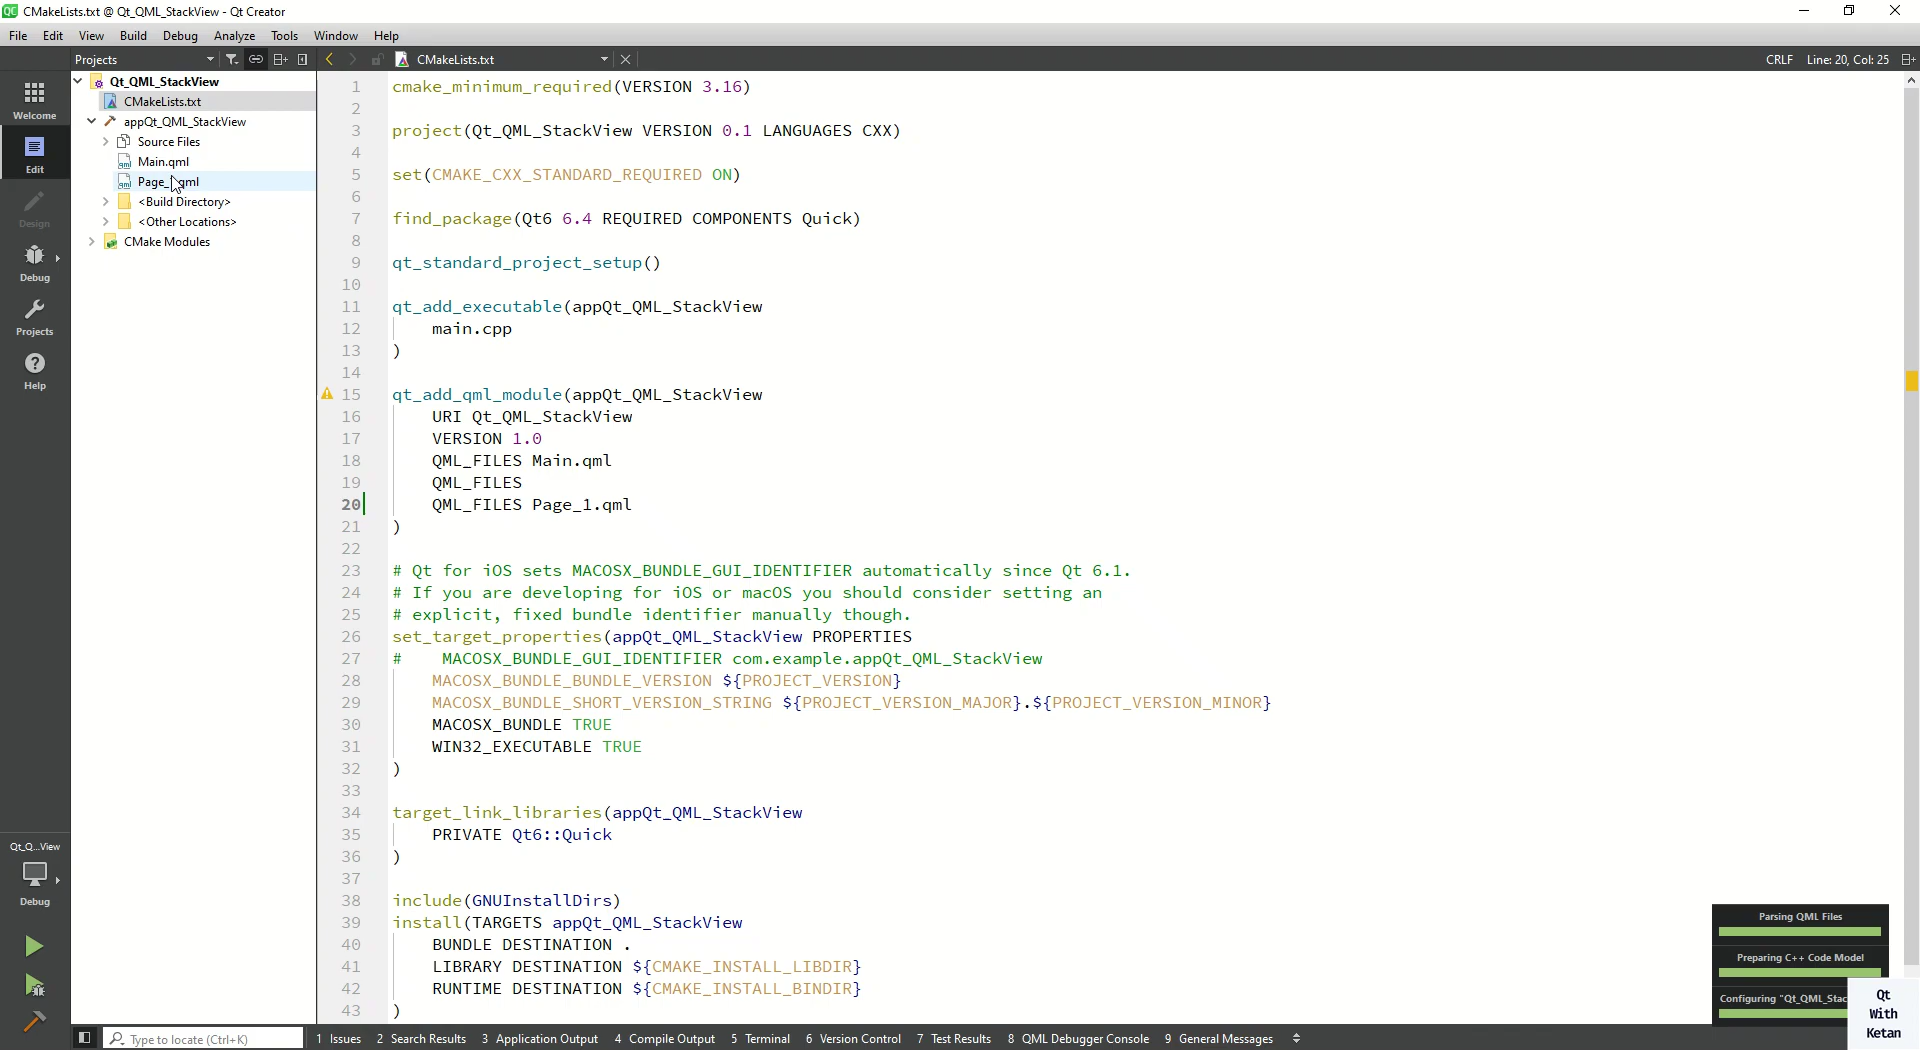 CMakeLists.txt @ Qt_QML_StackView - Qt Creator
File Edit View Build Debug Analyze Tools Window Help
Projects CMakeLists.txt CRLF Line: 20, Col: 25
Welcome
Edit
Design
Debug
Projects
Help
Qt_QML_StackView
CMakeLists.txt
appQt_QML_StackView
Source Files
Main.qml
<Build Directory>
<Other Locations>
CMake Modules
1 cmake_minimum_required(VERSION 3.16)
2
3 project(Qt_QML_StackView VERSION 0.1 LANGUAGES CXX)
4
5 set(CMAKE_CXX_STANDARD_REQUIRED ON)
6
7 find_package(Qt6 6.4 REQUIRED COMPONENTS Quick)
8
9 qt_standard_project_setup()
10
11 qt_add_executable(appQt_QML_StackView
12 main.cpp
13 )
14
15 qt_add_qml_module(appQt_QML_StackView
16 URI Qt_QML_StackView
17 VERSION 1.0
18 QML_FILES Main.qml
19 QML_FILES
20 QML_FILES Page_1.qml
21 )
22
23 # Qt for iOS sets MACOSX_BUNDLE_GUI_IDENTIFIER automatically since Qt 6.1.
24 # If you are developing for iOS or macOS you should consider setting an
25 # explicit, fixed bundle identifier manually though.
26 set_target_properties(appQt_QML_StackView PROPERTIES
27 # MACOSX_BUNDLE_GUI_IDENTIFIER com.example.appQt_QML_StackView
28 MACOSX_BUNDLE_BUNDLE_VERSION ${PROJECT_VERSION}
29 MACOSX_BUNDLE_SHORT_VERSION_STRING ${PROJECT_VERSION_MAJOR}.${PROJECT_VERSION_MINOR}
30 MACOSX_BUNDLE TRUE
31 WIN32_EXECUTABLE TRUE
32 )
33
34 target_link_libraries(appQt_QML_StackView
35 PRIVATE Qt6::Quick
36 )
37
38 include(GNUInstallDirs)
39 install(TARGETS appQt_QML_StackView
40 BUNDLE DESTINATION .
41 LIBRARY DESTINATION ${CMAKE_INSTALL_LIBDIR}
42 RUNTIME DESTINATION ${CMAKE_INSTALL_BINDIR}
43 )
Qt_Q...View
Debug
Parsing QML Files
Preparing C++ Code Model
Configuring "Qt_QML_Stac
Qt
With
Ketan
Type to locate (Ctrl+K) 1 Issues 2 Search Results 3 Application Output 4 Compile Output 5 Terminal 6 Version Control 7 Test Results 8 QML Debugger Console 9 General Messages